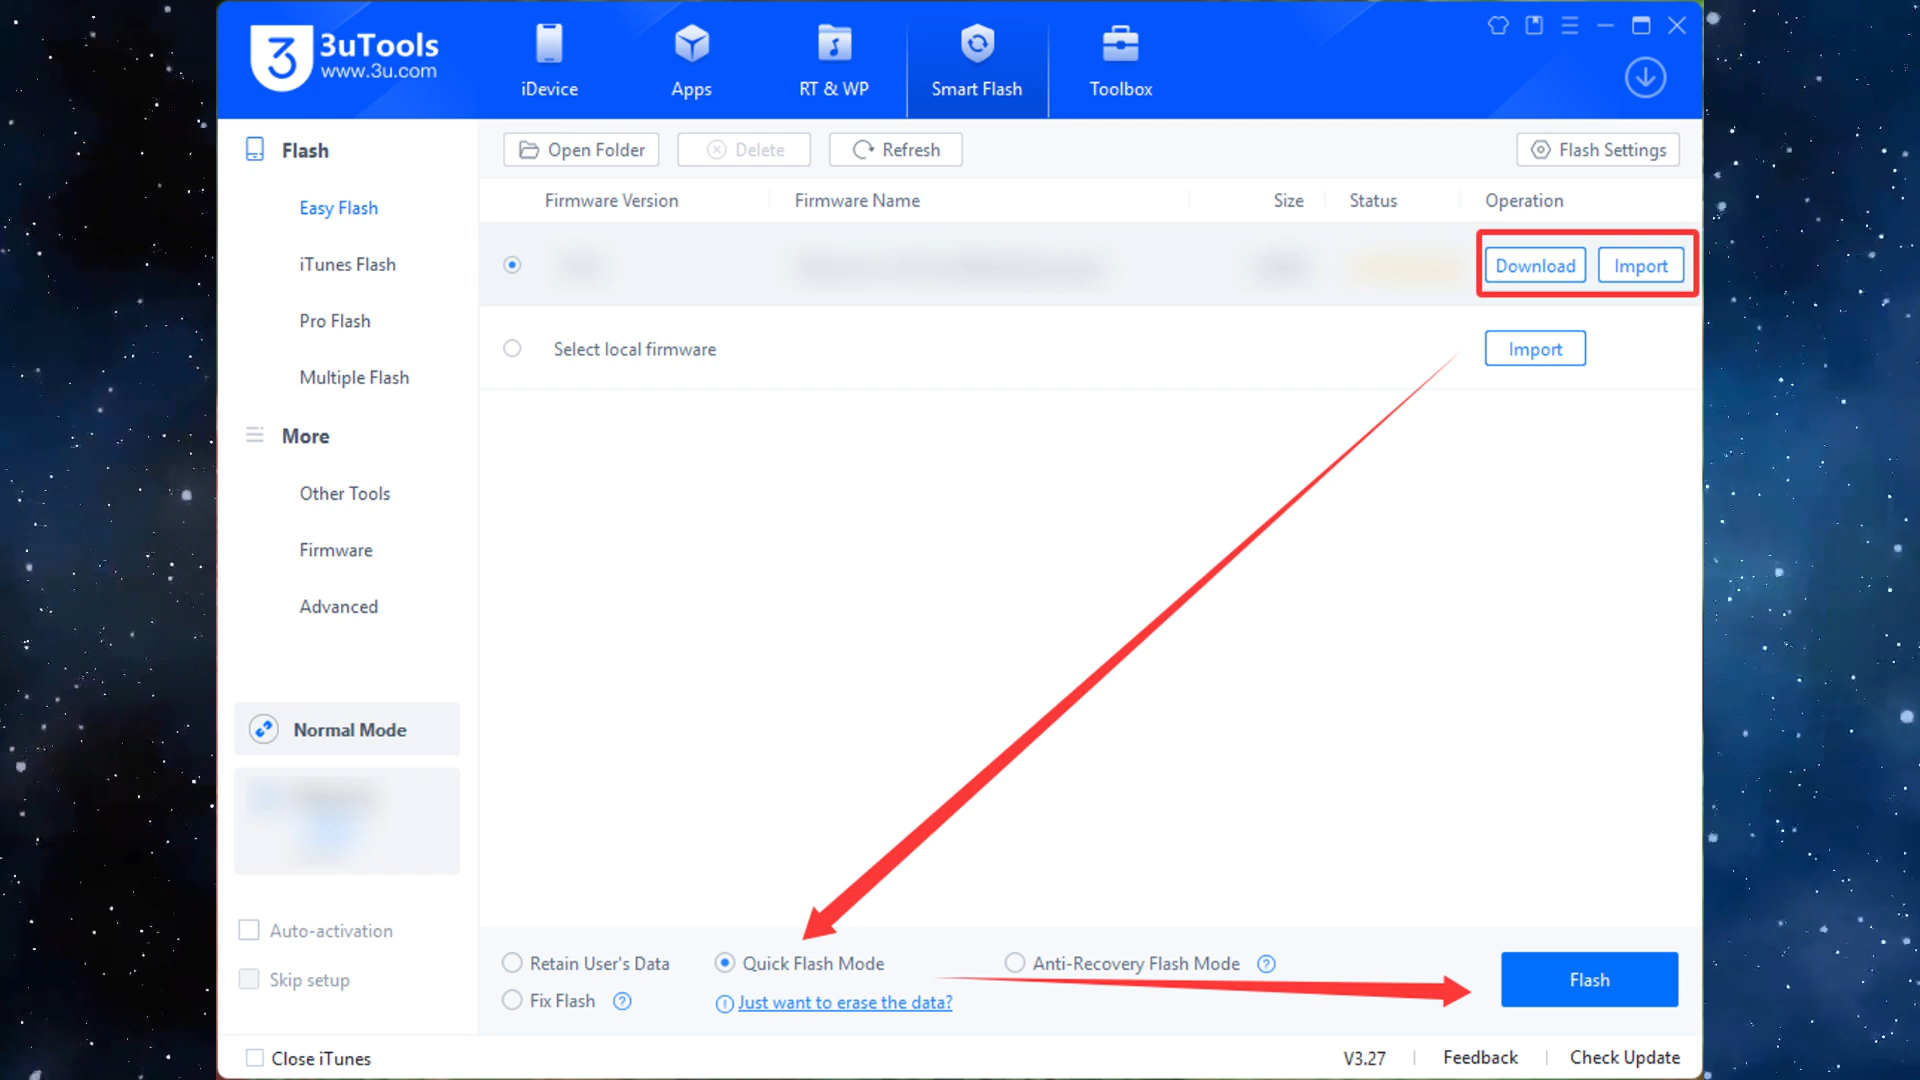 3 3uTools
www.3u.com
iDevice
Apps
RT & WP
Smart Flash
Toolbox
Flash
Easy Flash
iTunes Flash
Pro Flash
Multiple Flash
More
Other Tools
Firmware
Advanced
Normal Mode
Auto-activation
Skip setup
Open Folder
Delete
Refresh
Flash Settings
Firmware Version Firmware Name Size Status Operation
Download Import
Select local firmware Import
Retain User's Data Quick Flash Mode Anti-Recovery Flash Mode ?
Fix Flash ? Just want to erase the data?
Flash
Close iTunes
V3.27 Feedback Check Update